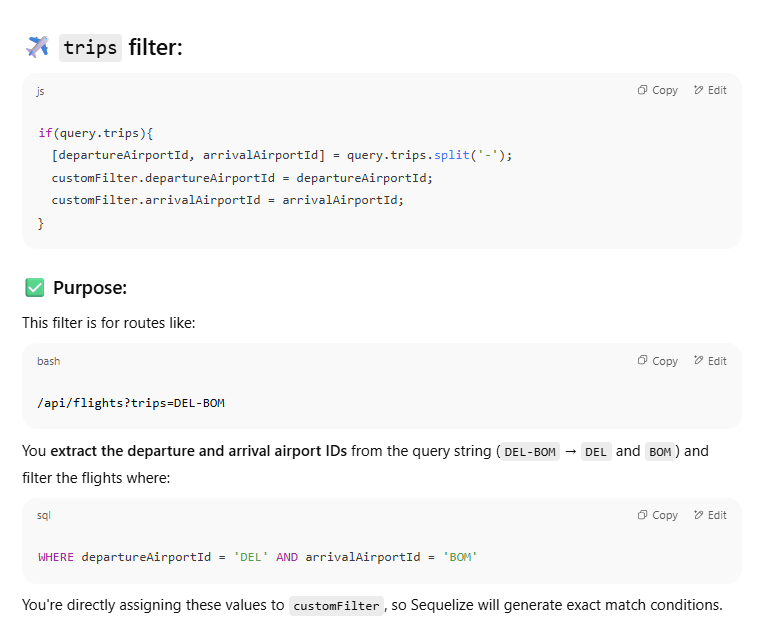 ✈️ trips filter:
js
Copy Edit
if(query.trips){
[departureAirportId, arrivalAirportId] = query.trips.split('-');
customFilter.departureAirportId = departureAirportId;
customFilter.arrivalAirportId = arrivalAirportId;
}
✅ Purpose:
This filter is for routes like:
bash
Copy Edit
/api/flights?trips=DEL-BOM
You extract the departure and arrival airport IDs from the query string (DEL-BOM → DEL and BOM) and
filter the flights where:
sql
Copy Edit
WHERE departureAirportId = 'DEL' AND arrivalAirportId = 'BOM'
You're directly assigning these values to customFilter, so Sequelize will generate exact match conditions.